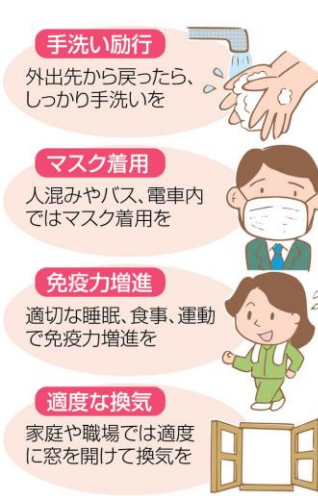 手洗い励行
外出先から戻ったら、
しっかり手洗いを
マスク着用
人混みやバス、電車内
ではマスク着用を
免疫力増進
適切な睡眠、食事、運動
で免疫力増進を
適度な換気
家庭や職場では適度
に窓を開けて換気を